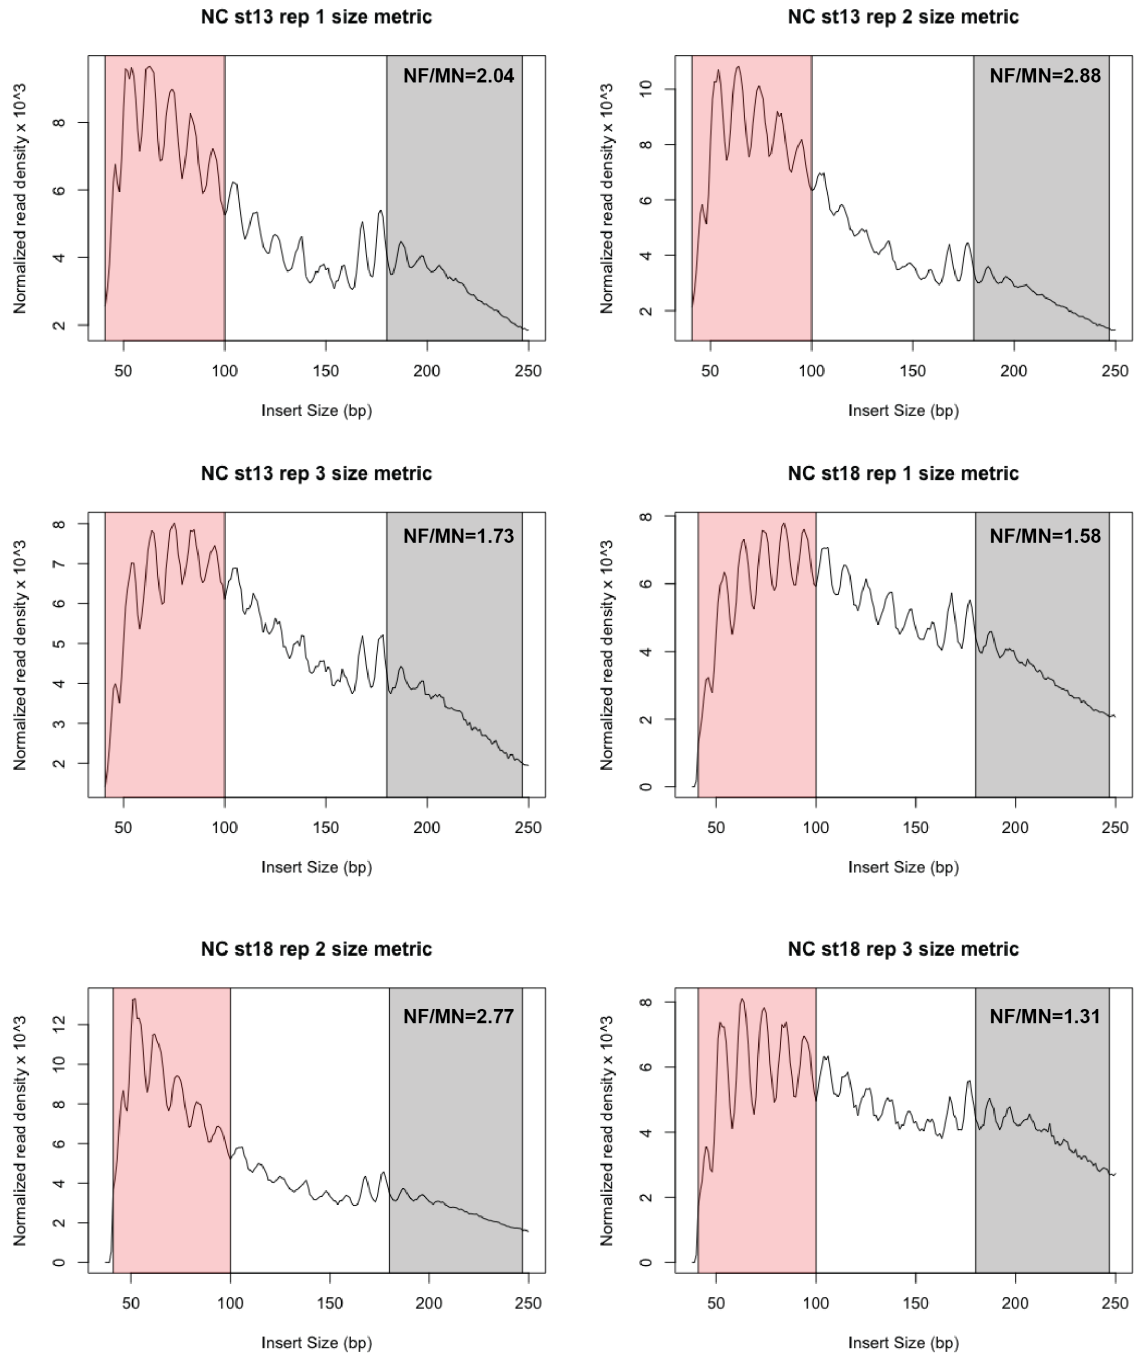 NC st13 rep 1 size metric
Normalized read density x 10^3
8
6
4
2
NF/MN=2.04
50 100 150 200 250
Insert Size (bp)
NC st13 rep 2 size metric
Normalized read density x 10^3
10
8
6
4
2
NF/MN=2.88
50 100 150 200 250
Insert Size (bp)
NC st13 rep 3 size metric
Normalized read density x 10^3
8
7
6
5
4
3
2
NF/MN=1.73
50 100 150 200 250
Insert Size (bp)
NC st18 rep 1 size metric
Normalized read density x 10^3
8
6
4
2
0
NF/MN=1.58
50 100 150 200 250
Insert Size (bp)
NC st18 rep 2 size metric
Normalized read density x 10^3
12
10
8
6
4
2
0
NF/MN=2.77
50 100 150 200 250
Insert Size (bp)
NC st18 rep 3 size metric
Normalized read density x 10^3
8
6
4
2
0
NF/MN=1.31
50 100 150 200 250
Insert Size (bp)